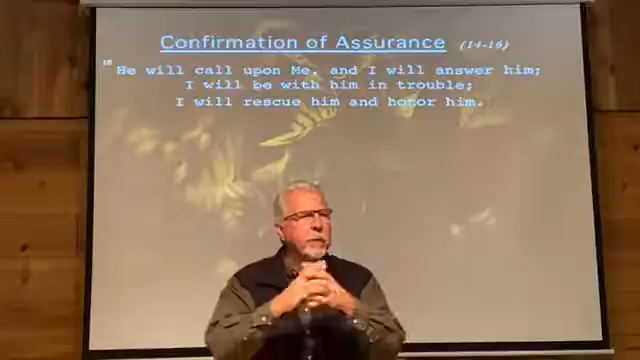 Confirmation of Assurance (14-16)
15 He will call upon Me, and I will answer him;
I will be with him in trouble;
I will rescue him and honor him.